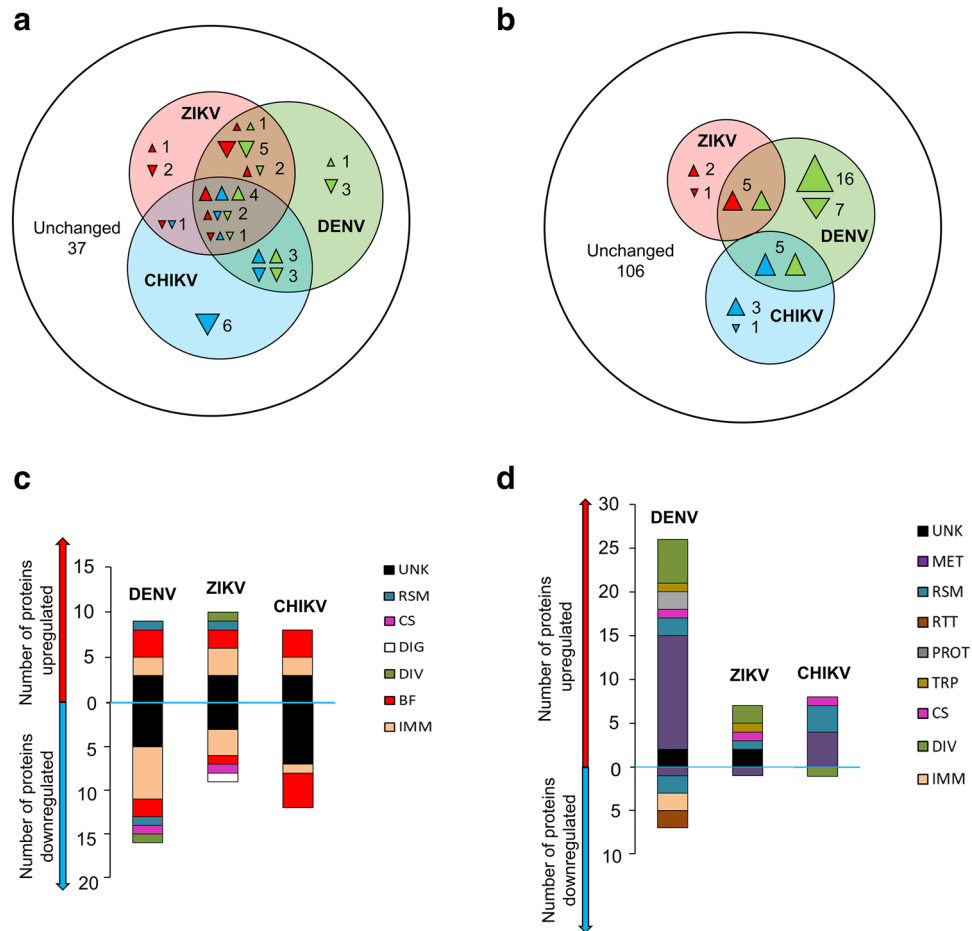 a
ZIKV
1
1
2
5
2
1
3
4
2
1
1
DENV
Unchanged
37
3
3
CHIKV
6
b
ZIKV
2
1
5
16
7
DENV
Unchanged
106
5
3
1
CHIKV
c
Number of proteins
upregulated
Number of proteins
downregulated
15
10
5
0
5
10
15
20
DENV
ZIKV
CHIKV
UNK
RSM
CS
DIG
DIV
BF
IMM
d
Number of proteins
upregulated
Number of proteins
downregulated
30
25
20
15
10
5
0
5
10
DENV
ZIKV
CHIKV
UNK
MET
RSM
RTT
PROT
TRP
CS
DIV
IMM